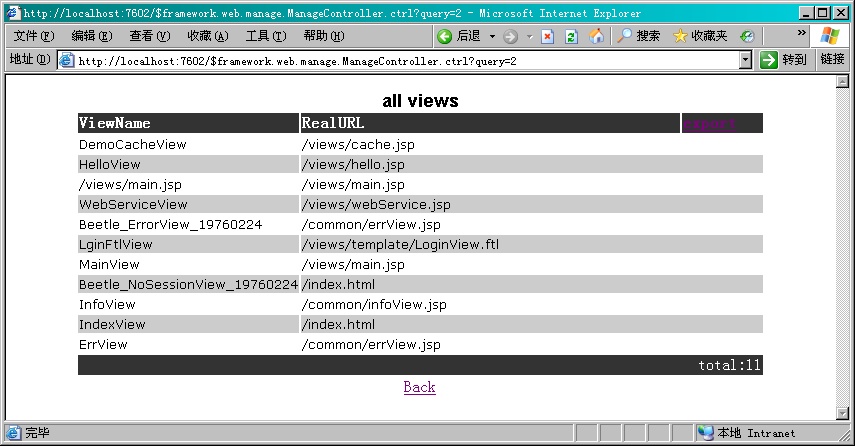 http://localhost:7602/$framework.web.manage.ManageController.ctrl?query=2 - Microsoft Internet Explorer
文件(F) 编辑(E) 查看(V) 收藏(A) 工具(T) 帮助(H) 后退 搜索 收藏夹 »
地址(D) http://localhost:7602/$framework.web.manage.ManageController.ctrl?query=2 转到 链接
all views
ViewName RealURL
DemoCacheView /views/cache.jsp
HelloView /views/hello.jsp
/views/main.jsp /views/main.jsp
WebServiceView /views/webService.jsp
Beetle_ErrorView_19760224 /common/errView.jsp
LginFtlView /views/template/LoginView.ftl
MainView /views/main.jsp
Beetle_NoSessionView_19760224 /index.html
InfoView /common/infoView.jsp
IndexView /index.html
ErrView /common/errView.jsp
total:11
Back
完毕 本地 Intranet